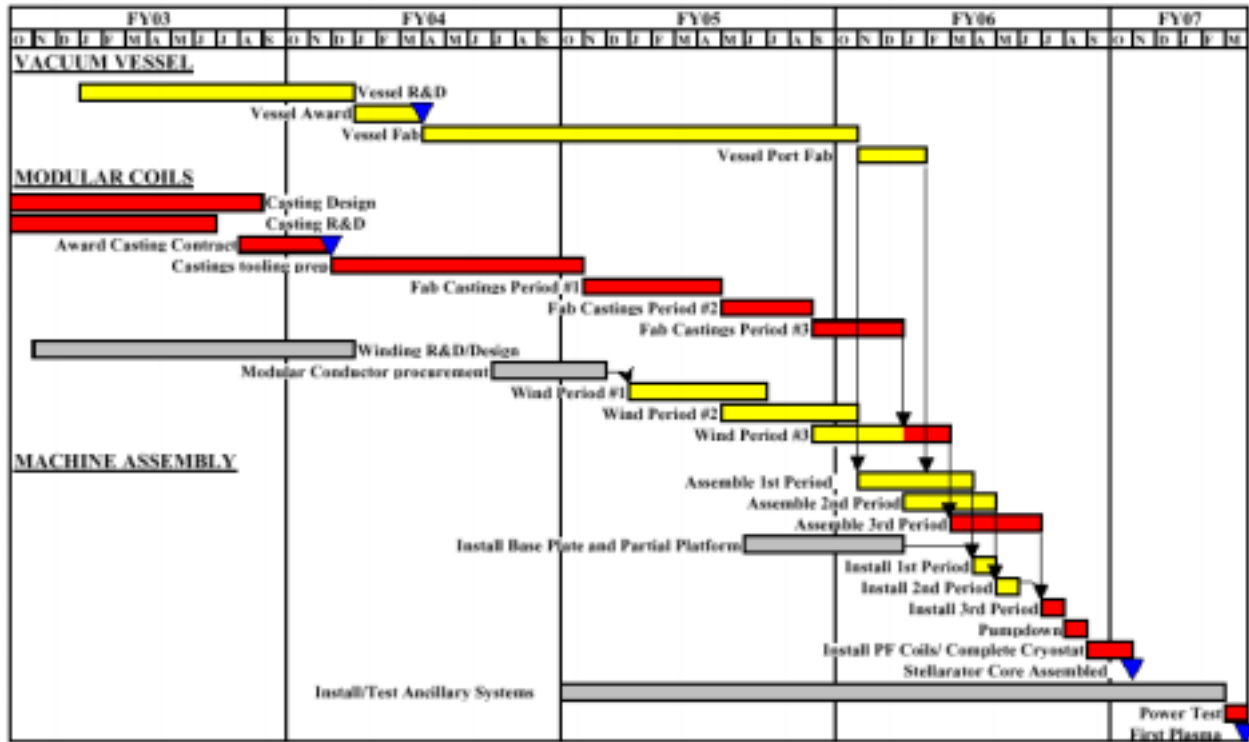 FY03 FY04 FY05 FY06 FY07
O N D J F M A M J J A S O N D J F M A M J J A S O N D J F M A M J J A S O N D J F M A M J J A S O N D J F M
VACUUM VESSEL
Vessel R&D
Vessel Award
Vessel Fab
Vessel Port Fab
MODULAR COILS
Casting Design
Casting R&D
Award Casting Contract
Castings tooling prep
Fab Castings Period #1
Fab Castings Period #2
Fab Castings Period #3
Winding R&D/Design
Modular Conductor procurement
Wind Period #1
Wind Period #2
Wind Period #3
MACHINE ASSEMBLY
Assemble 1st Period
Assemble 2nd Period
Assemble 3rd Period
Install Base Plate and Partial Platform
Install 1st Period
Install 2nd Period
Install 3rd Period
Pumpdown
Install PF Coils/ Complete Cryostat
Stellarator Core Assembled
Install/Test Ancillary Systems
Power Test
First Plasma